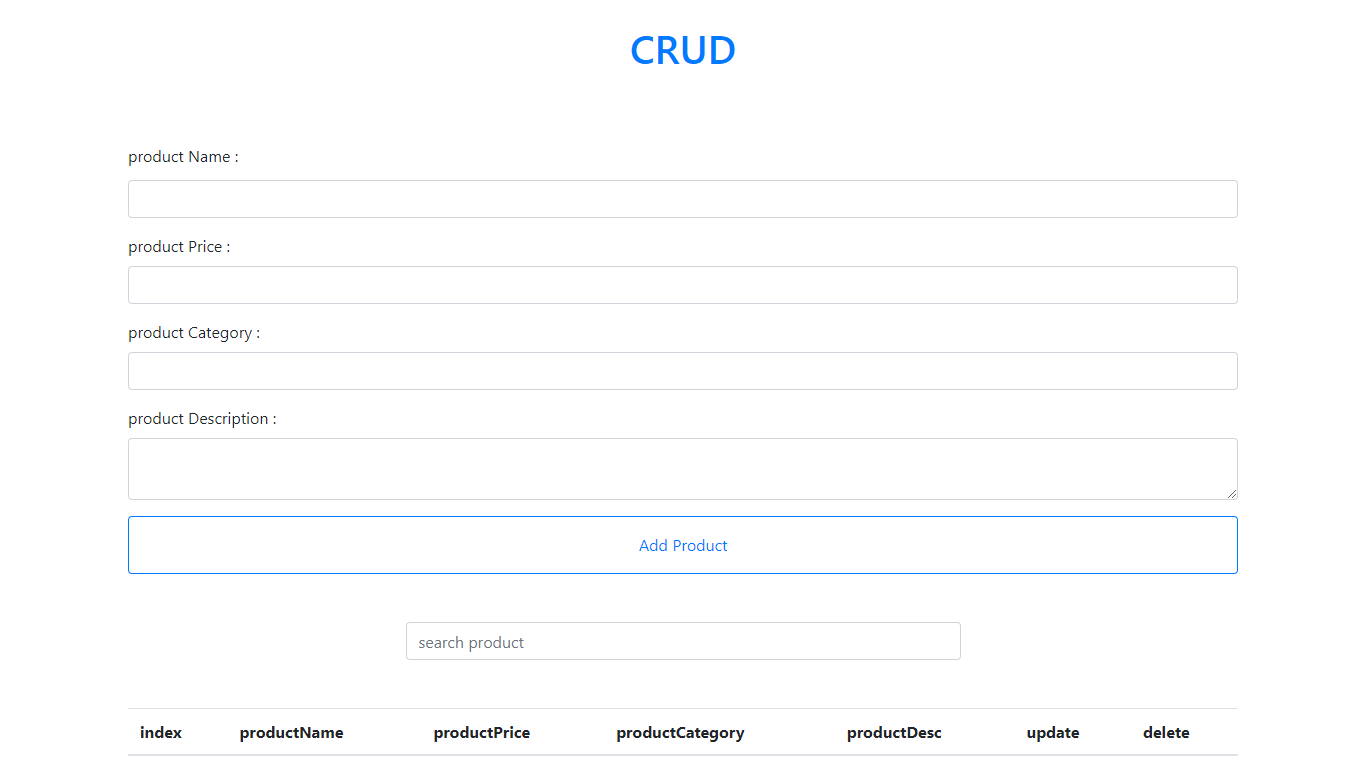 CRUD
product Name :
product Price :
product Category :
product Description :
Add Product
search product
index productName productPrice productCategory productDesc update delete